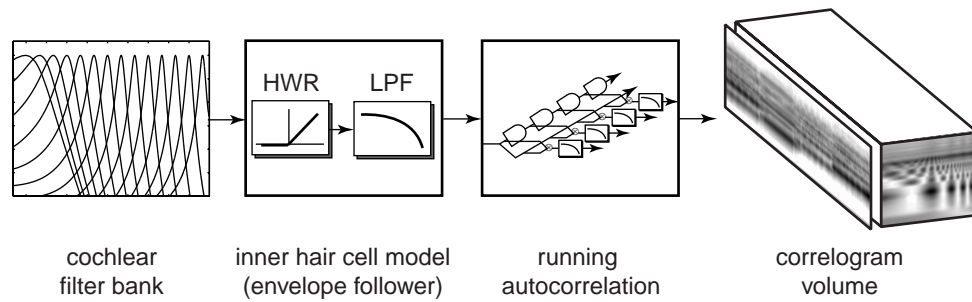 HWR LPF
cochlear
filter bank
inner hair cell model
(envelope follower)
running
autocorrelation
correlogram
volume